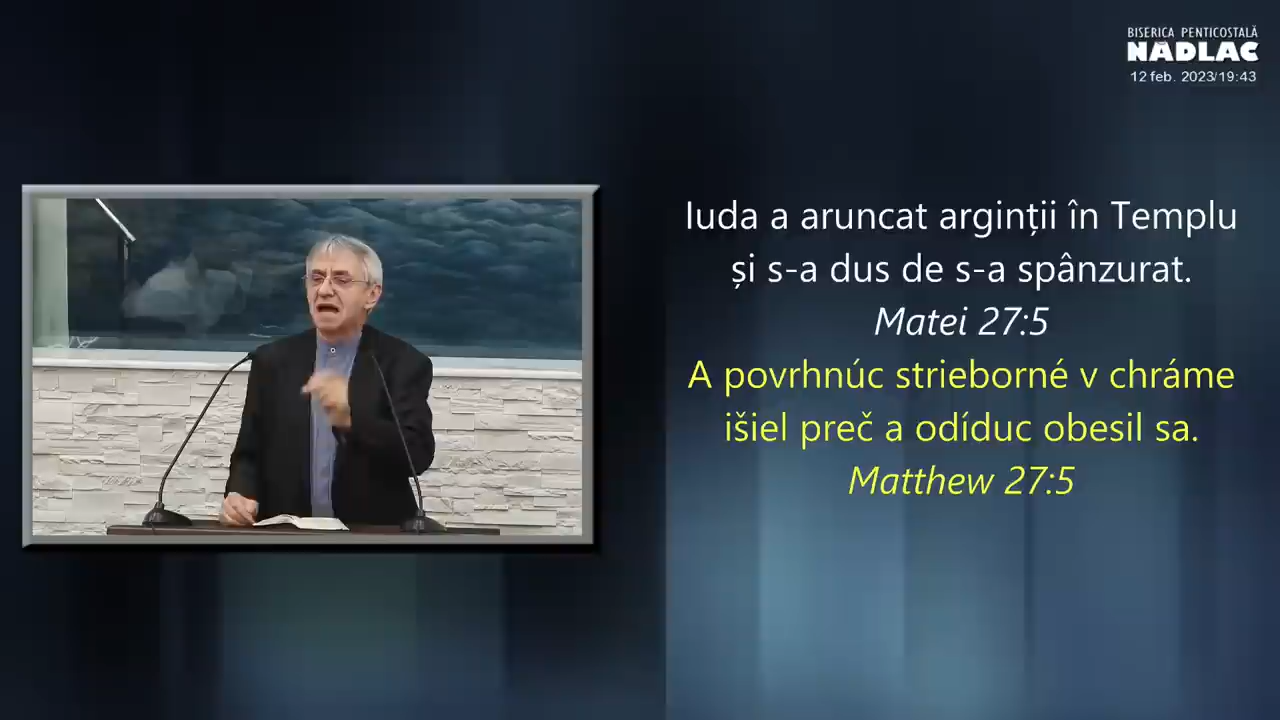 BISERICA PENTICOSTALĂ
NĂDLAC
12 feb. 2023/19:43
Iuda a aruncat arginții în Templu
și s-a dus de s-a spânzurat.
Matei 27:5
A povrhnúc strieborné v chráme
išiel preč a odíduc obesil sa.
Matthew 27:5